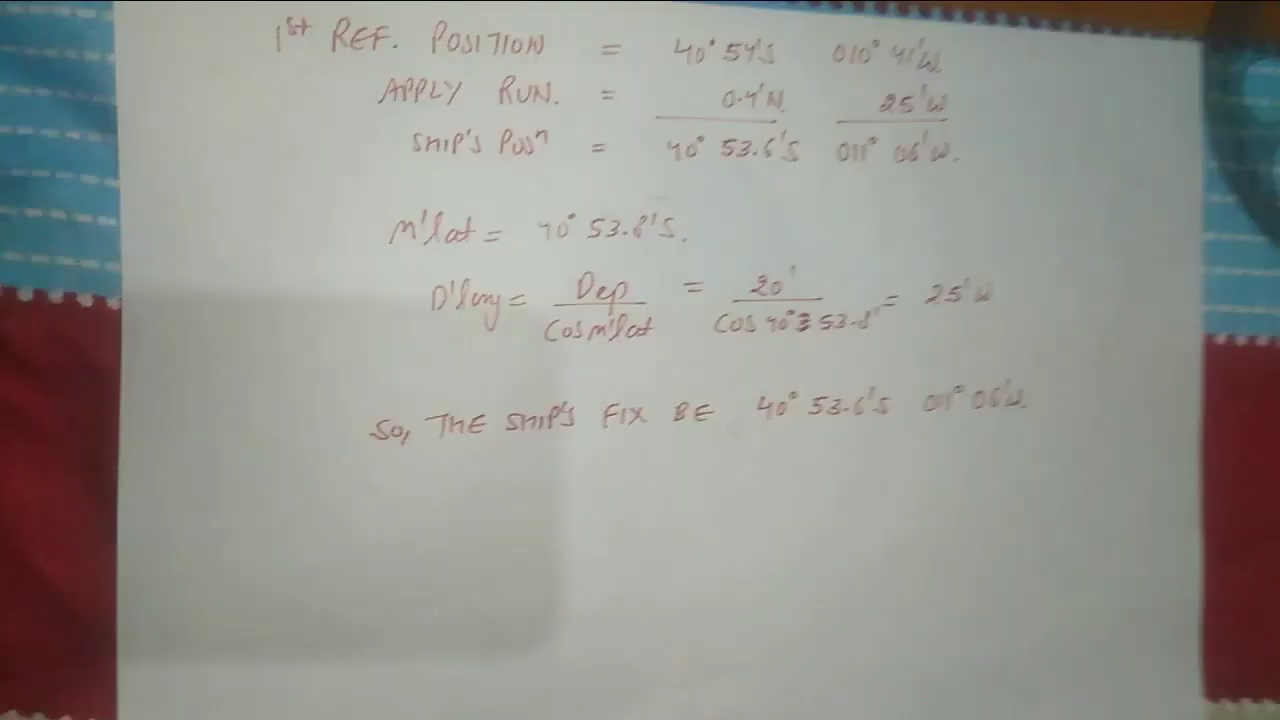 1st REF. POSITION = 40° 54'S 010° 41'W.
APPLY RUN. = 0.4'N. 25'W
SHIP'S POSN = 40° 53.6'S 011° 06'W.
M'lat = 40° 53.8'S.
D'long = Dep / Cos m'lat = 20' / Cos 40° 53.8' = 25'W
SO, THE SHIP'S FIX BE 40° 53.6'S 011° 06'W.